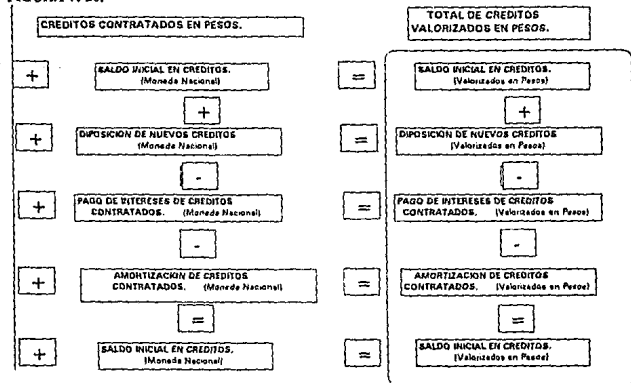 CREDITOS CONTRATADOS EN PESOS.
TOTAL DE CREDITOS
VALORIZADOS EN PESOS.
+
SALDO INICIAL EN CREDITOS.
(Moneda Nacional)
=
SALDO INICIAL EN CREDITOS.
(Valorizados en Pesos)
+
+
+
DIPOSICION DE NUEVOS CREDITOS
(Moneda Nacional)
=
DIPOSICION DE NUEVOS CREDITOS
(Valorizados en Pesos)
-
-
+
PAGO DE INTERESES DE CREDITOS
CONTRATADOS. (Moneda Nacional)
=
PAGO DE INTERESES DE CREDITOS
CONTRATADOS. (Valorizados en Pesos)
-
-
+
AMORTIZACION DE CREDITOS
CONTRATADOS. (Moneda Nacional)
=
AMORTIZACION DE CREDITOS
CONTRATADOS. (Valorizados en Pesos)
=
=
+
SALDO INICIAL EN CREDITOS.
(Moneda Nacional)
=
SALDO INICIAL EN CREDITOS.
(Valorizados en Pesos)